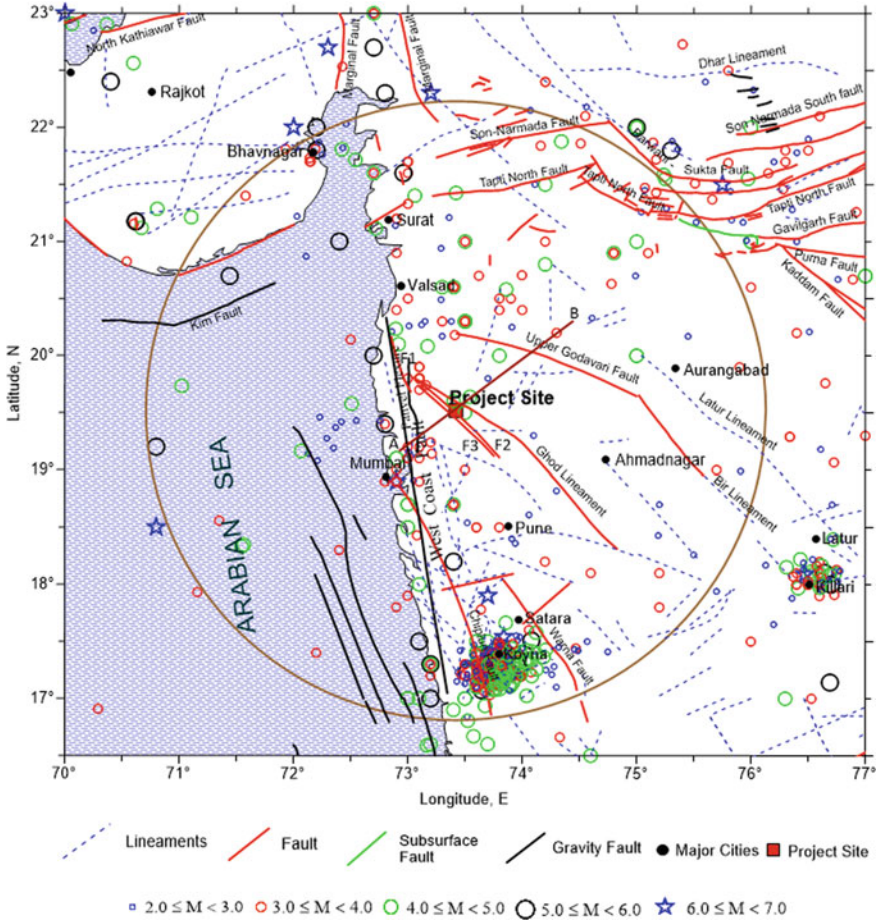 23°
22°
21°
20°
19°
18°
17°
Latitude, N
70°
71°
72°
73°
74°
75°
76°
77°
Longitude, E
North Kathiawar Fault
Rajkot
Marginal Fault
Marginal Fault
Dhar Lineament
Son Narmada South fault
Spn-Narmada Fault
Barwani
Bhavnagar
Sukta Fault
Tapti North Fault
Tapti North Fault
Tapti North Fault
Surat
Gavilgarh Fault
Purna Fault
Kaddam Fault
Valsad
Kim Fault
B
Upper Godavari Fault
Aurangabad
F1
Project Site
Latur Lineament
A
F3
F2
Mumbai
Ahmadnagar
Ghod Lineament
Bir Lineament
West Coast
ARABIAN SEA
Pune
Latur
Killari
Satara
Koyna
Warna Fault
Lineaments
Fault
Subsurface
Fault
Gravity Fault
Major Cities
Project Site
2.0 ≤ M < 3.0
3.0 ≤ M < 4.0
4.0 ≤ M < 5.0
5.0 ≤ M < 6.0
6.0 ≤ M < 7.0